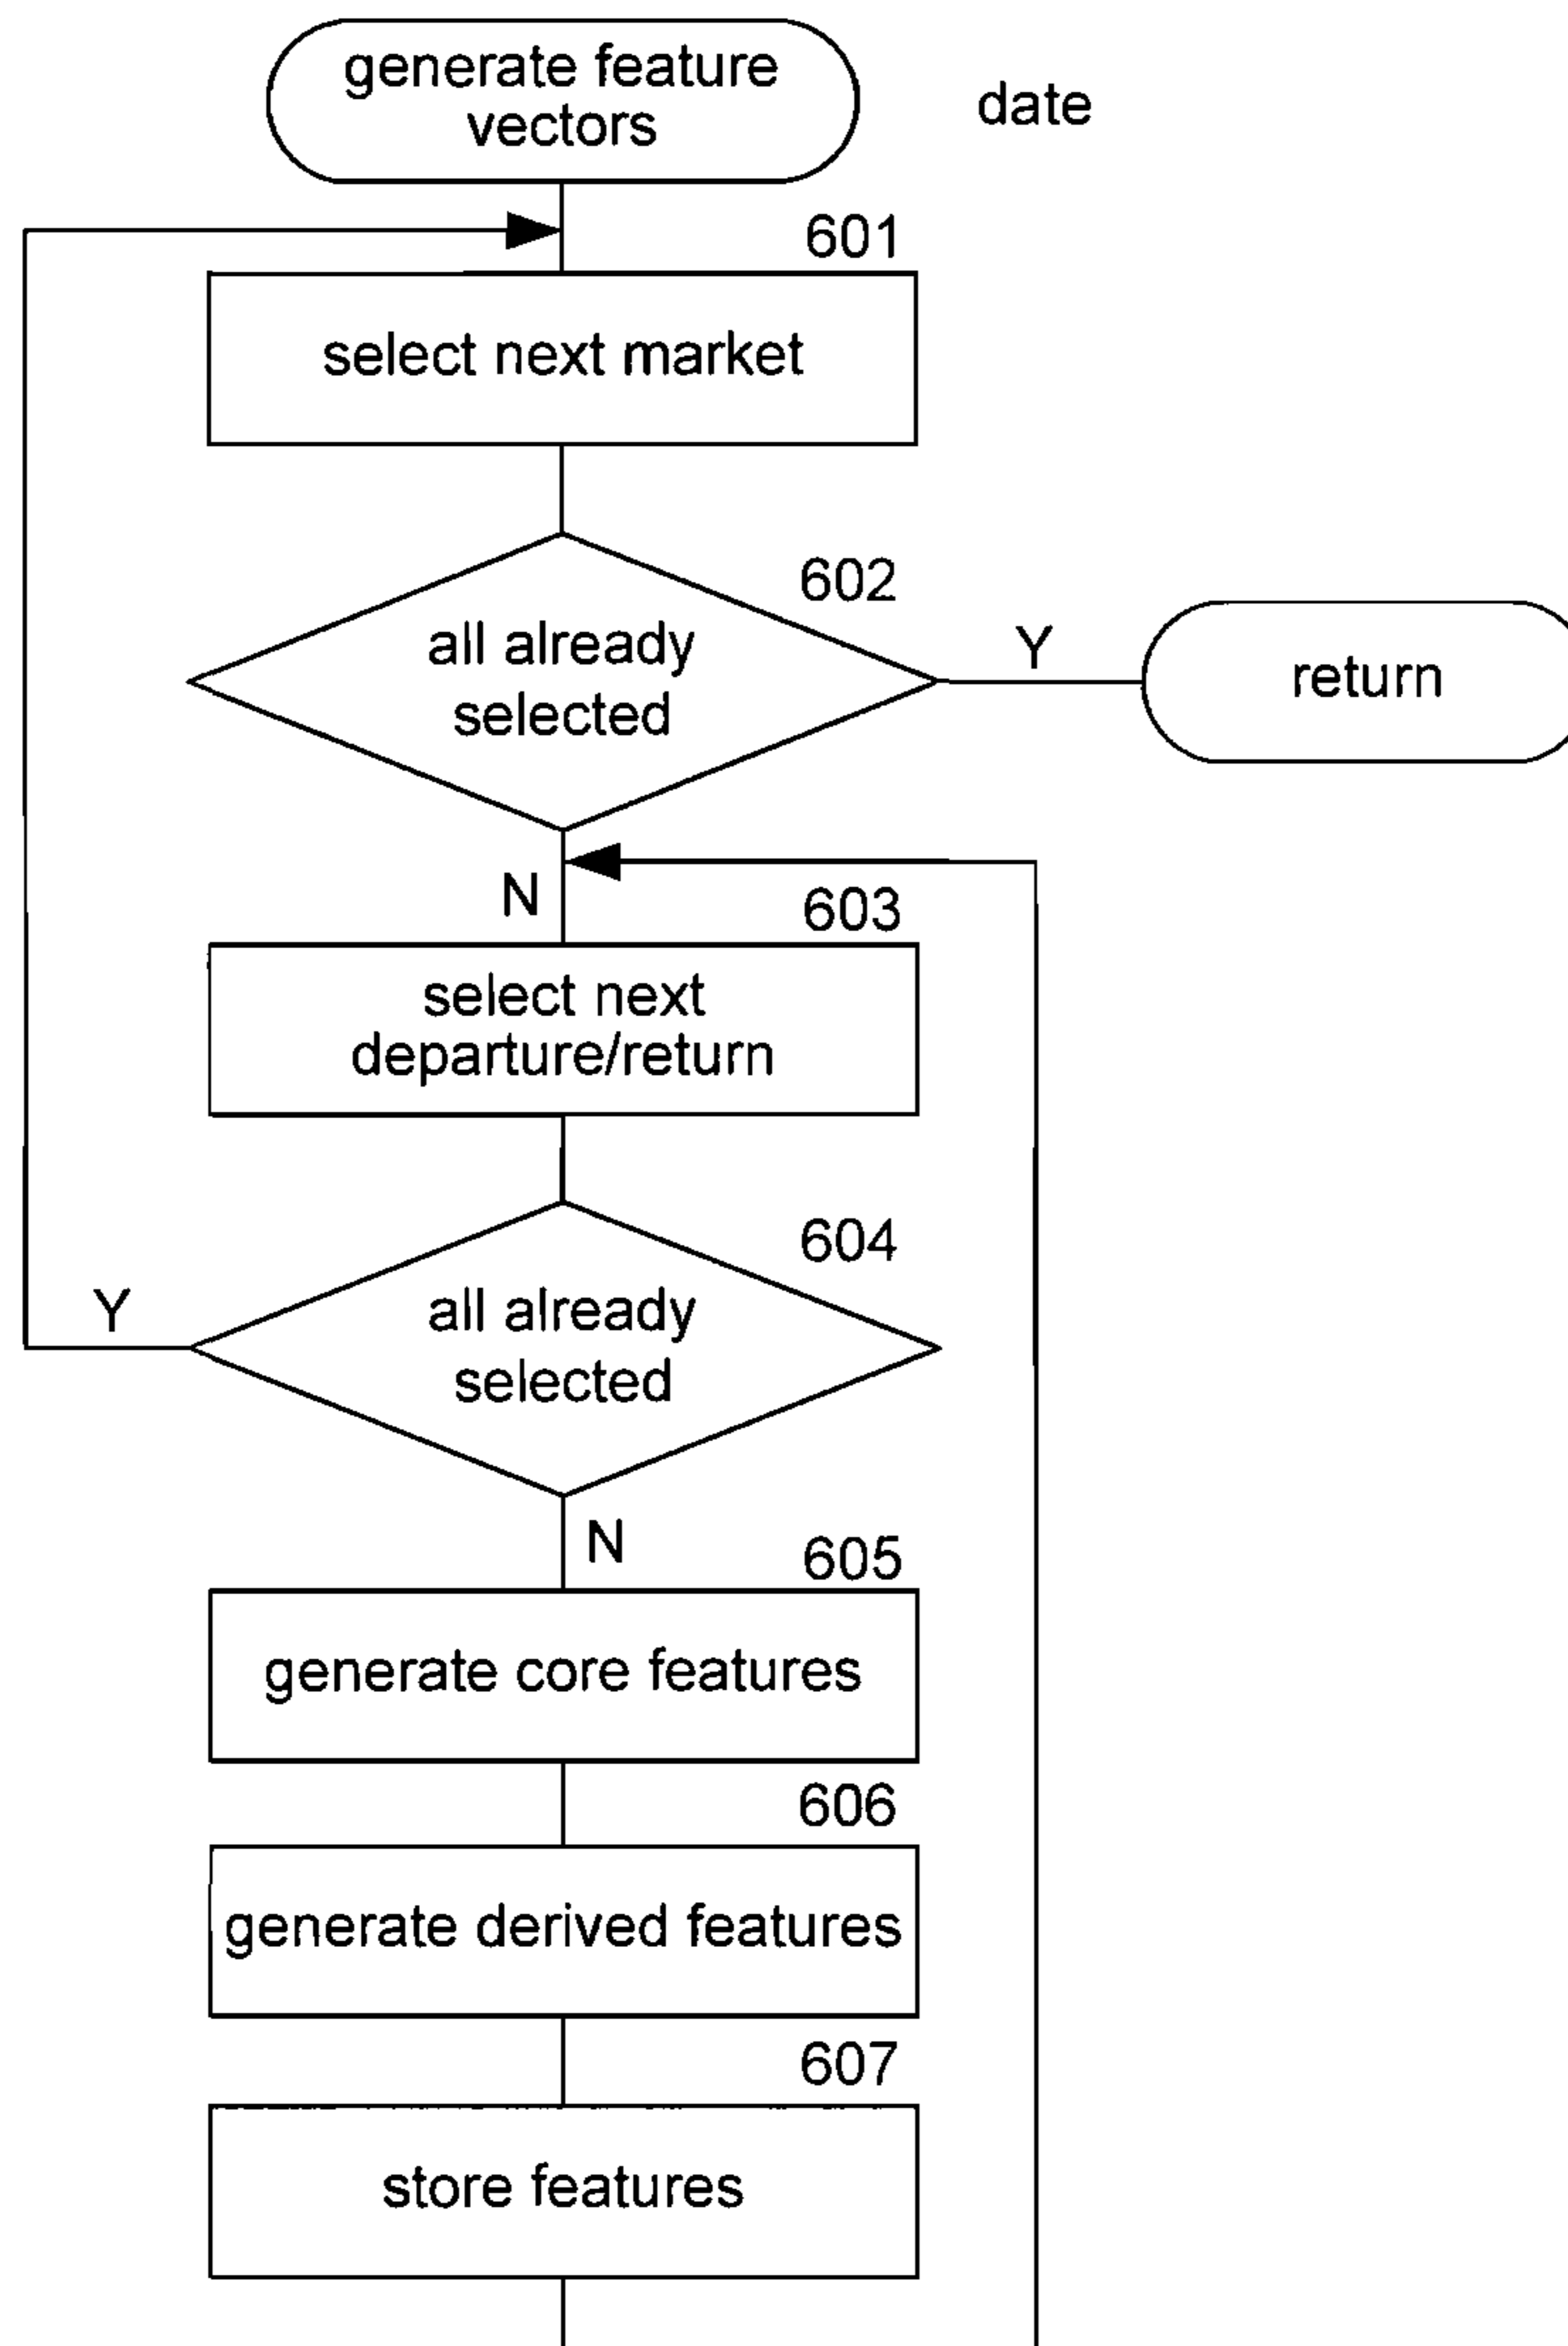 generate feature
vectors
date
601
select next market
602
all already
selected
Y
return
N
603
select next
departure/return
604
all already
selected
Y
N
605
generate core features
606
generate derived features
607
store features